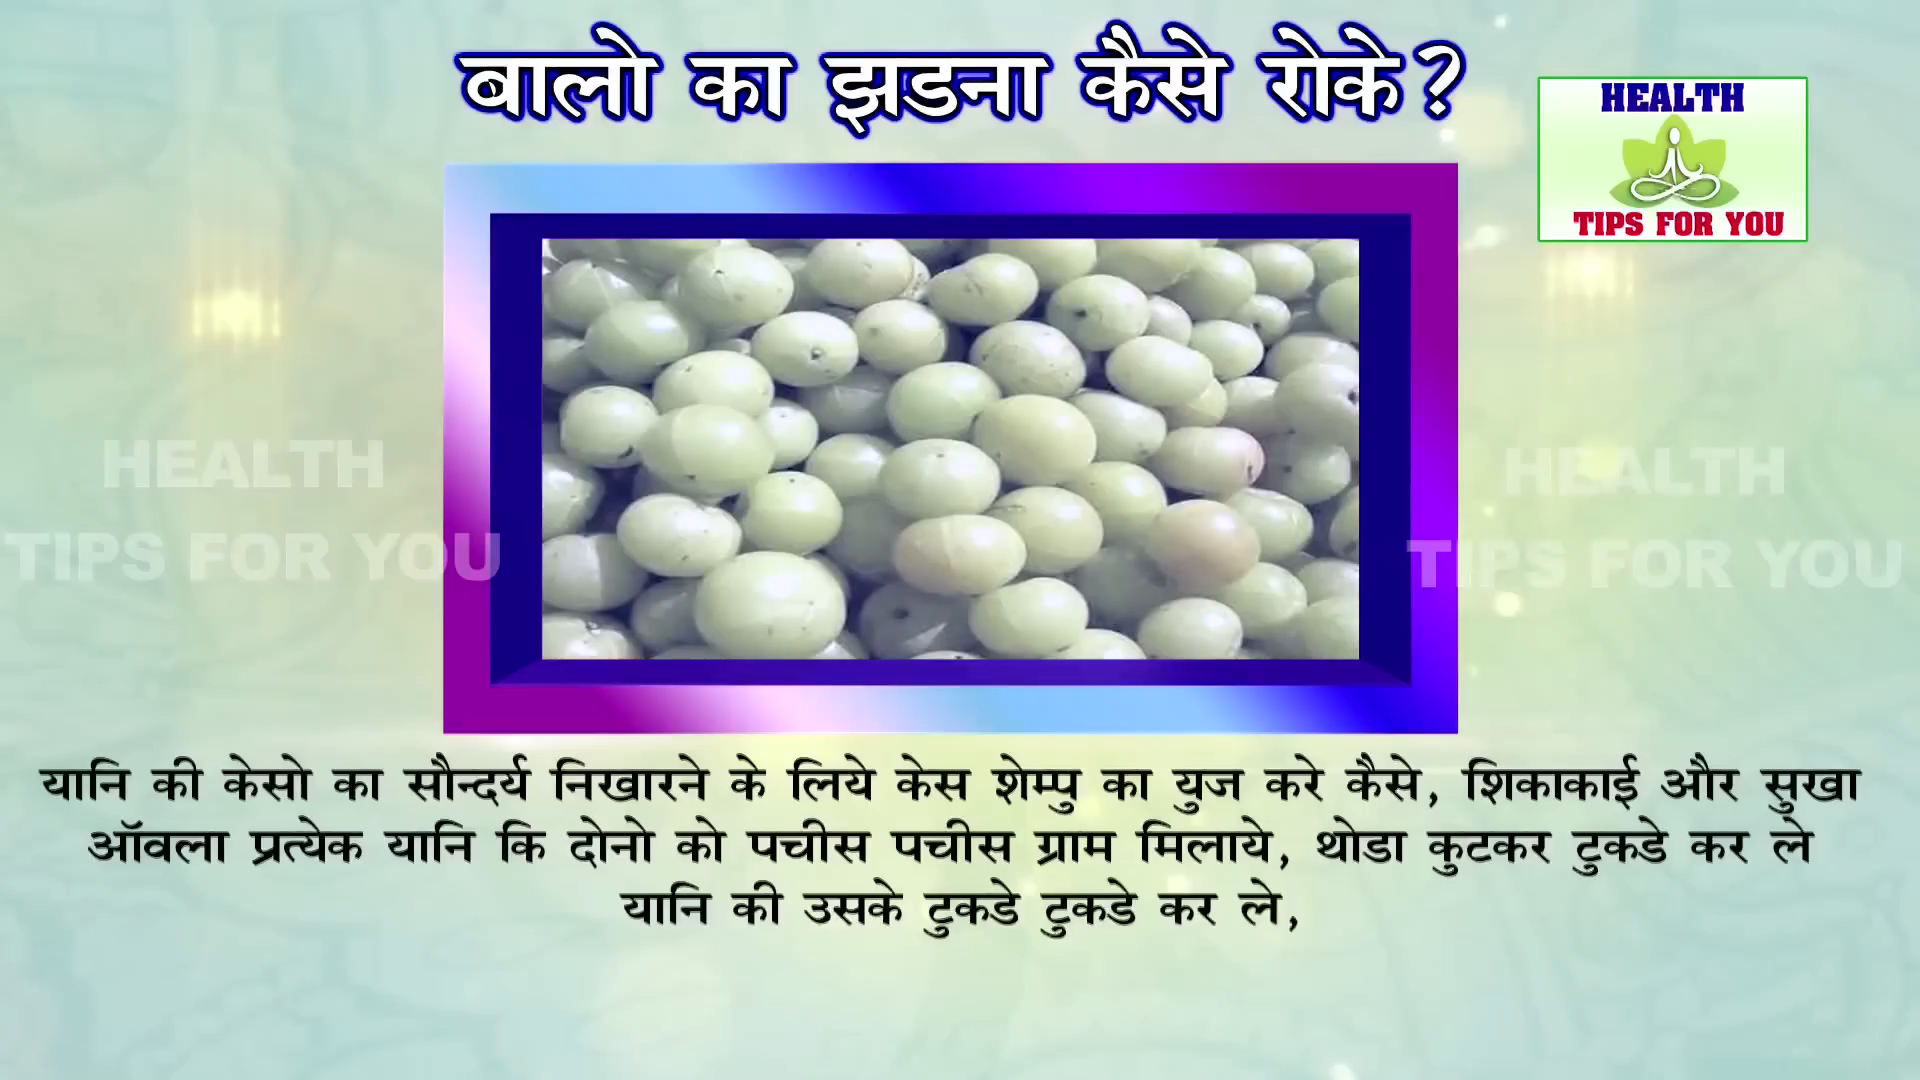 बालो का झडना कैसे रोके?
HEALTH
TIPS FOR YOU
HEALTH
TIPS FOR YOU
HEALTH
TIPS FOR YOU
यानि की केसो का सौन्दर्य निखारने के लिये केस शेम्पु का युज करे कैसे, शिकाकाई और सुखा
ऑवला प्रत्येक यानि कि दोनो को पचीस पचीस ग्राम मिलाये, थोडा कुटकर टुकडे कर ले
यानि की उसके टुकडे टुकडे कर ले,